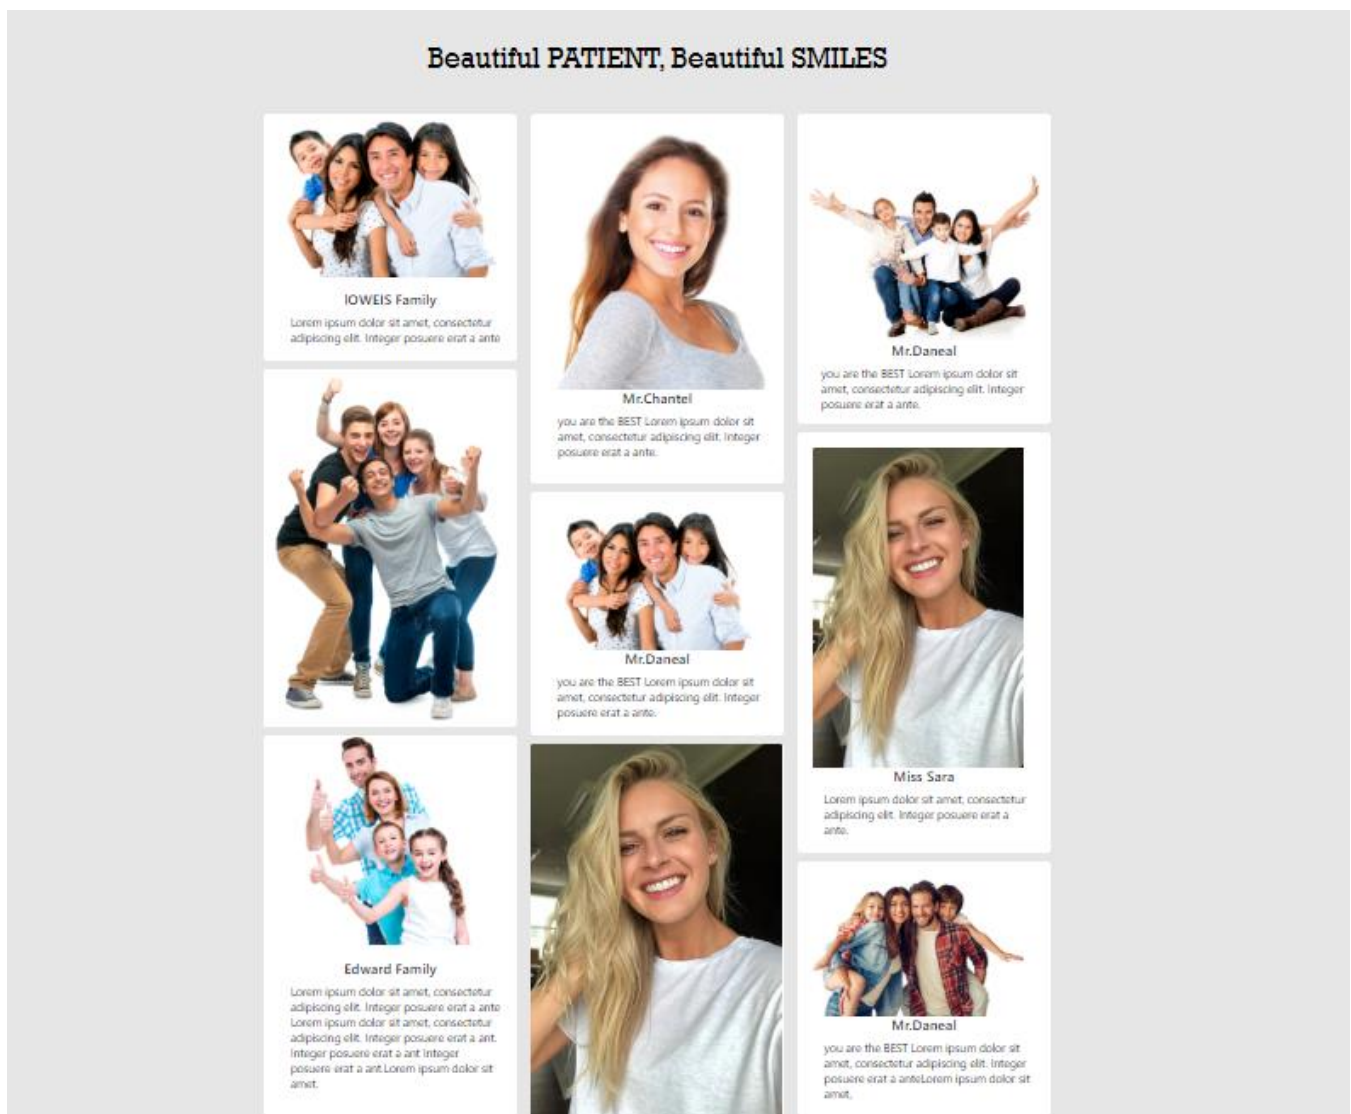 Beautiful PATIENT, Beautiful SMILES
IOWEIS Family
Lorem ipsum dolor sit amet, consectetur
adipiscing elit. Integer posuere erat a ante
Edward Family
Lorem ipsum dolor sit amet, consectetur
adipiscing elit. Integer posuere erat a ante
Lorem ipsum dolor sit amet, consectetur
adipiscing elit. Integer posuere erat a ant.
Integer posuere erat a ant Integer
posuere erat a ant.Lorem ipsum dolor sit
amet.
Mr.Chantel
you are the BEST Lorem ipsum dolor sit
amet, consectetur adipiscing elit. Integer
posuere erat a ante.
Mr.Daneal
you are the BEST Lorem ipsum dolor sit
amet, consectetur adipiscing elit. Integer
posuere erat a ante.
Mr.Daneal
you are the BEST Lorem ipsum dolor sit
amet, consectetur adipiscing elit. Integer
posuere erat a ante.
Miss Sara
Lorem ipsum dolor sit amet, consectetur
adipiscing elit. Integer posuere erat a
ante.
Mr.Daneal
you are the BEST Lorem ipsum dolor sit
amet, consectetur adipiscing elit. Integer
posuere erat a anteLorem ipsum dolor sit
amet,